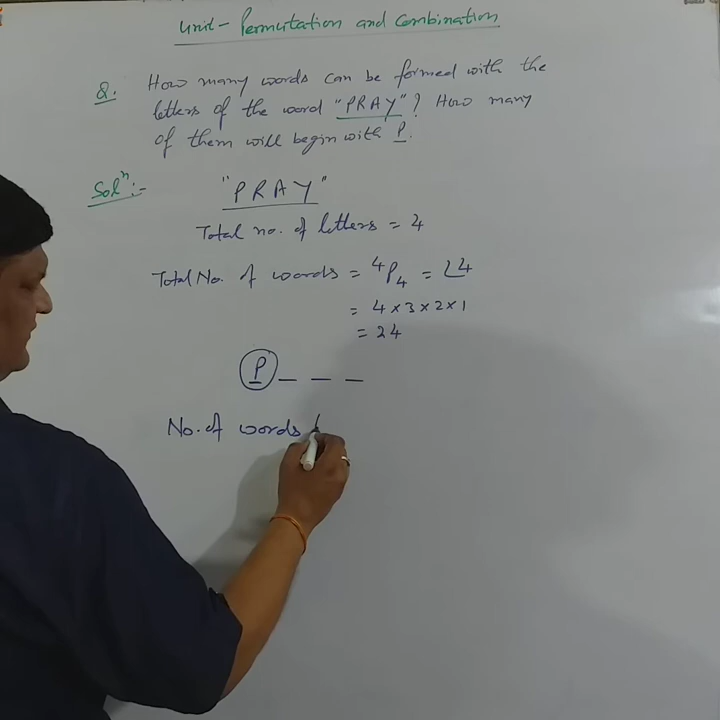 Unit - Permutation and Combination
Q. How many words can be formed with the
letters of the word "PRAY"? How many
of them will begin with P.
Solⁿ:- "PRAY"
Total no. of letters = 4
Total No. of words = ⁴P₄ = ∠4
= 4 × 3 × 2 × 1
= 24
P _ _ _
No. of words